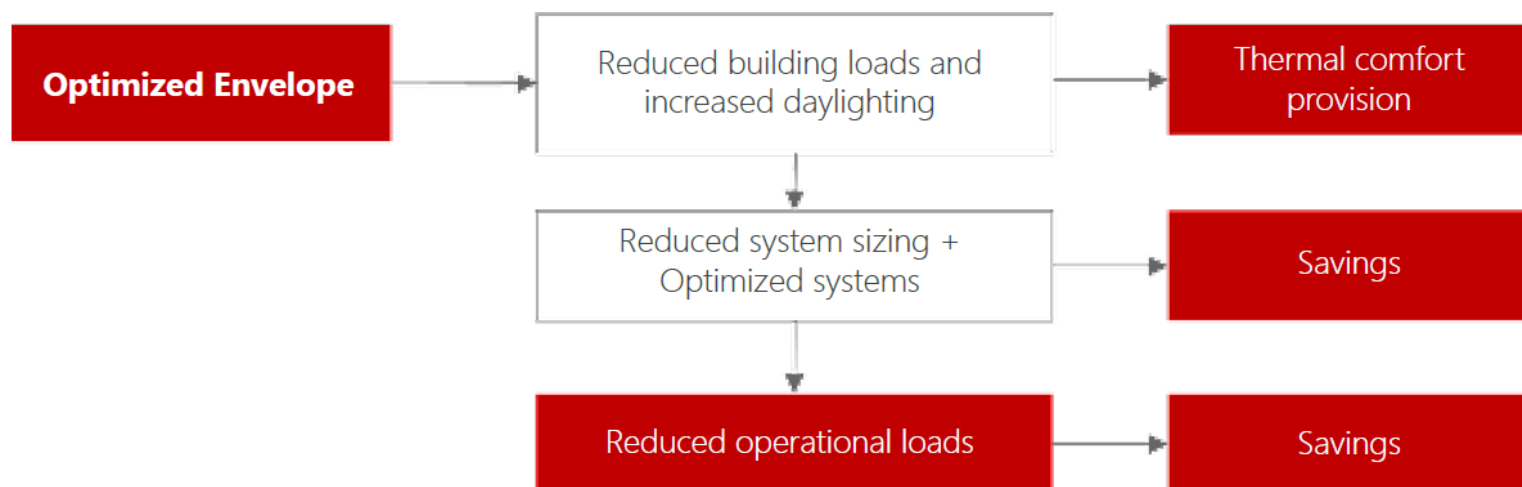 Optimized Envelope
Reduced building loads and
increased daylighting
Thermal comfort
provision
Reduced system sizing +
Optimized systems
Savings
Reduced operational loads
Savings